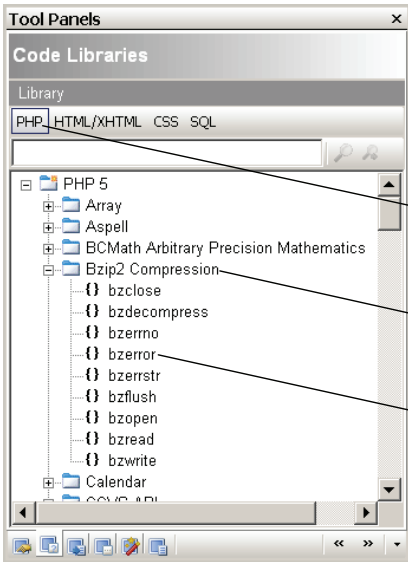 Tool Panels
Code Libraries
Library
PHP HTML/XHTML CSS SQL
PHP 5
Array
Aspell
BCMath Arbitrary Precision Mathematics
Bzip2 Compression
{} bzclose
{} bzdecompress
{} bzerrno
{} bzerror
{} bzerrstr
{} bzflush
{} bzopen
{} bzread
{} bzwrite
Calendar